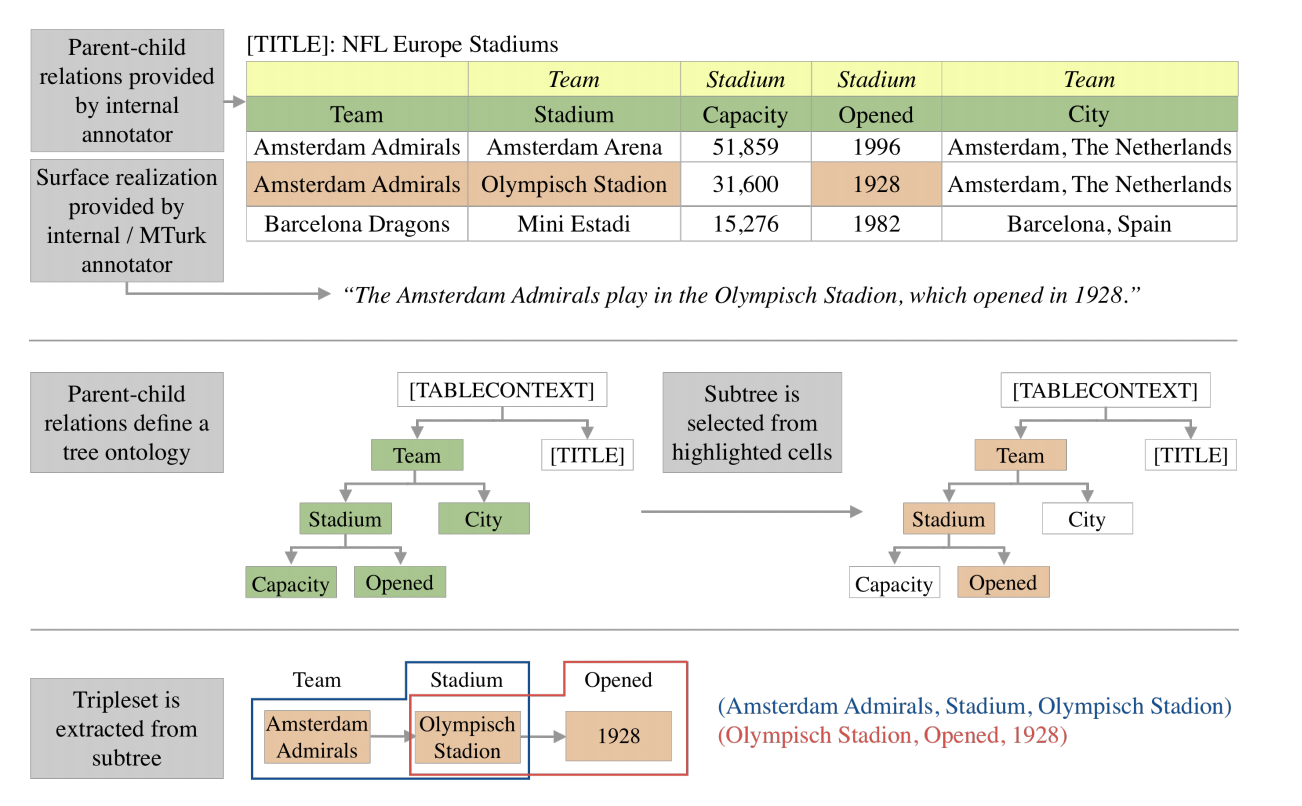 Parent-child
relations provided
by internal
annotator
[TITLE]: NFL Europe Stadiums
Team Stadium Stadium Team
Team Stadium Capacity Opened City
Amsterdam Admirals Amsterdam Arena 51,859 1996 Amsterdam, The Netherlands
Amsterdam Admirals Olympisch Stadion 31,600 1928 Amsterdam, The Netherlands
Barcelona Dragons Mini Estadi 15,276 1982 Barcelona, Spain
Surface realization
provided by
internal / MTurk
annotator
“The Amsterdam Admirals play in the Olympisch Stadion, which opened in 1928.”
Parent-child
relations define a
tree ontology
[TABLECONTEXT]
Team [TITLE]
Stadium City
Capacity Opened
Subtree is
selected from
highlighted cells
[TABLECONTEXT]
Team [TITLE]
Stadium City
Capacity Opened
Tripleset is
extracted from
subtree
Team Stadium Opened
Amsterdam
Admirals
Olympisch
Stadion
1928
(Amsterdam Admirals, Stadium, Olympisch Stadion)
(Olympisch Stadion, Opened, 1928)